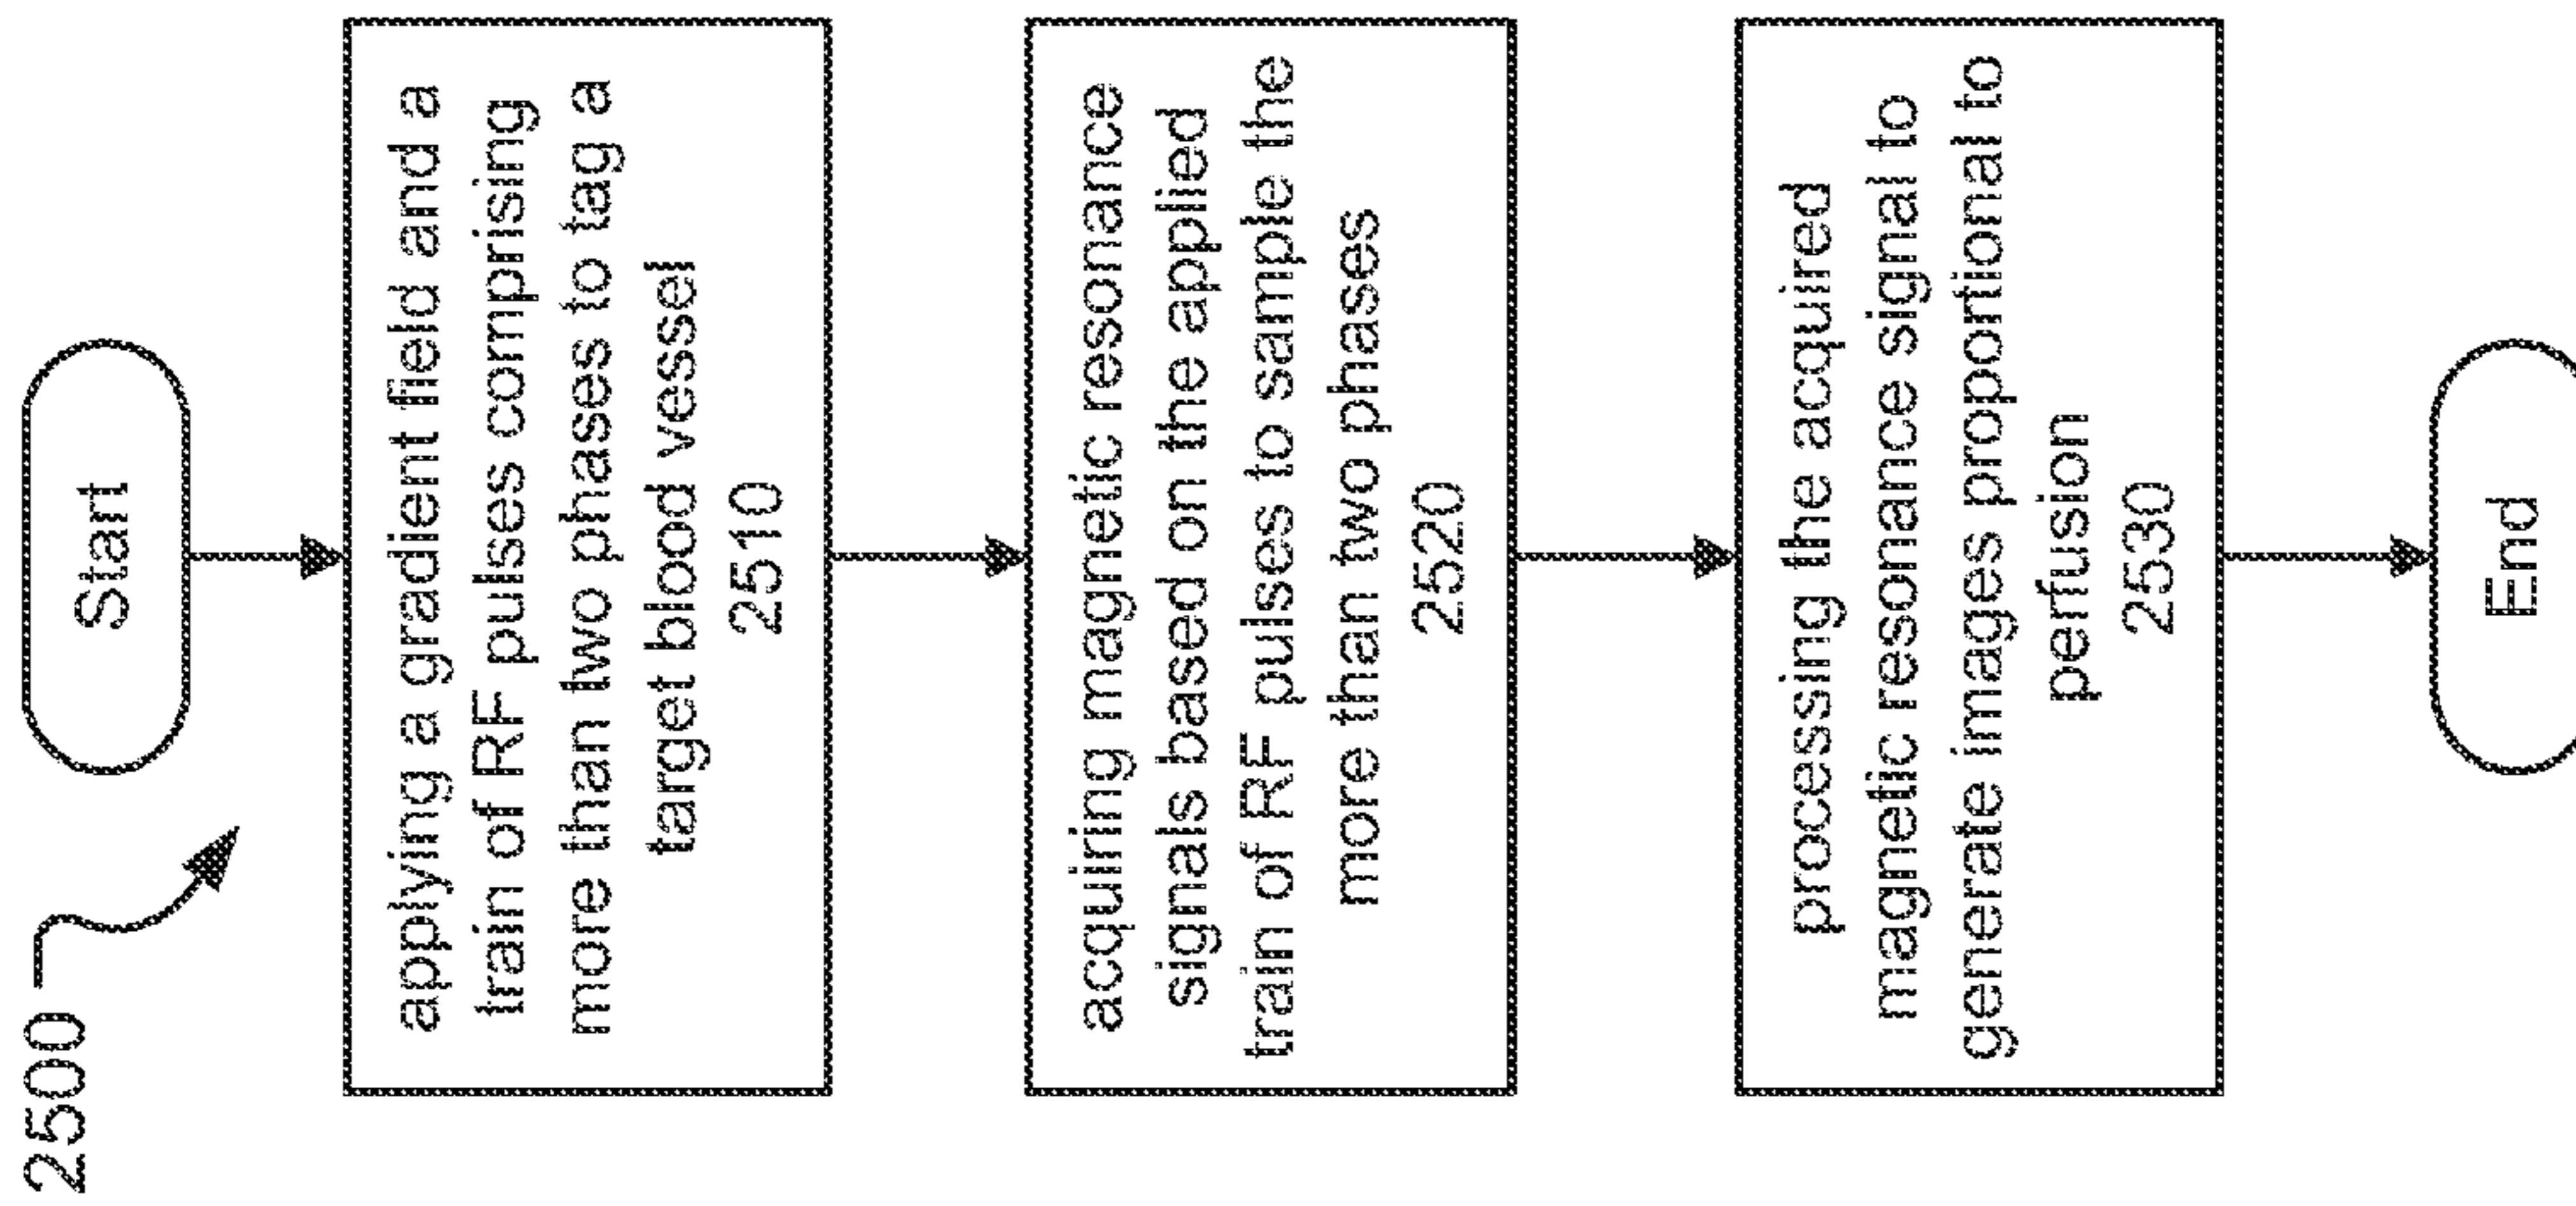 2500
Start
applying a gradient field and a
train of RF pulses comprising
more than two phases to tag a
target blood vessel
2510
acquiring magnetic resonance
signals based on the applied
train of RF pulses to sample the
more than two phases
2520
processing the acquired
magnetic resonance signal to
generate images proportional to
perfusion
2530
End